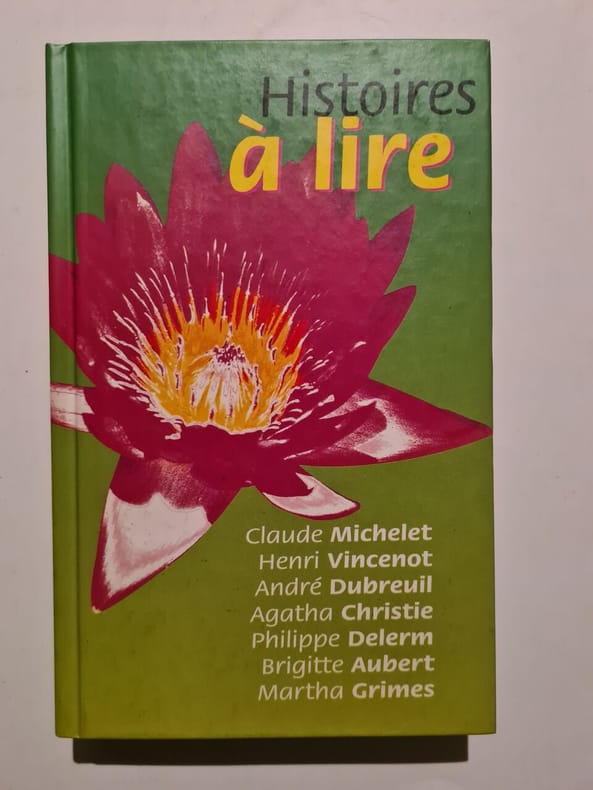 Histoires
à lire
Claude Michelet
Henri Vincenot
André Dubreuil
Agatha Christie
Philippe Delerm
Brigitte Aubert
Martha Grimes